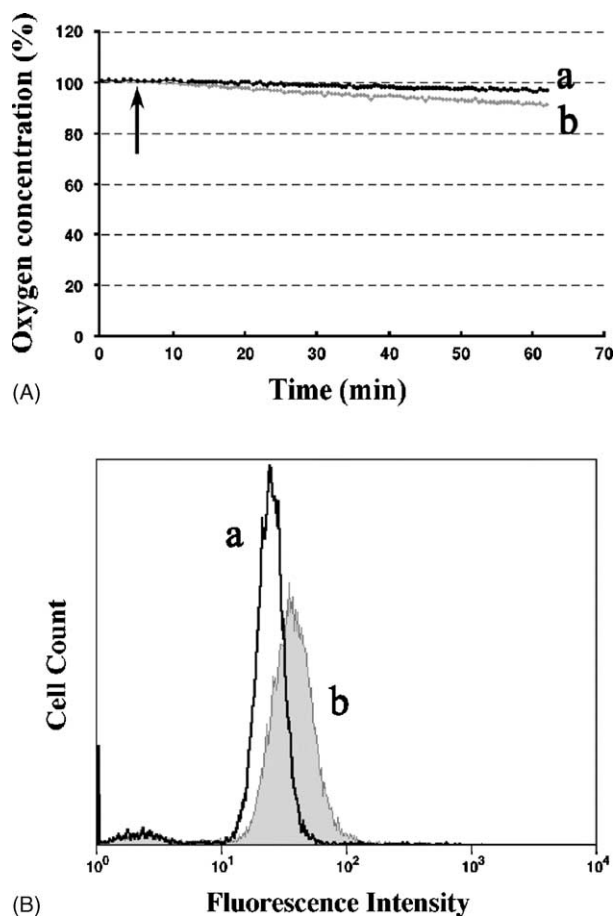 Oxygen concentration (%)
120
100
80
60
40
20
0
a
b
0 10 20 30 40 50 60 70
Time (min)
(A)
Cell Count
a
b
10⁰ 10¹ 10² 10³ 10⁴
Fluorescence Intensity
(B)